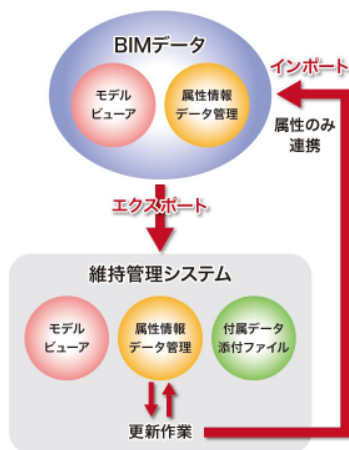 BIMデータ
インポート
モデル
ビューア
属性情報
データ管理
属性のみ
連携
エクスポート
維持管理システム
モデル
ビューア
属性情報
データ管理
付属データ
添付ファイル
更新作業